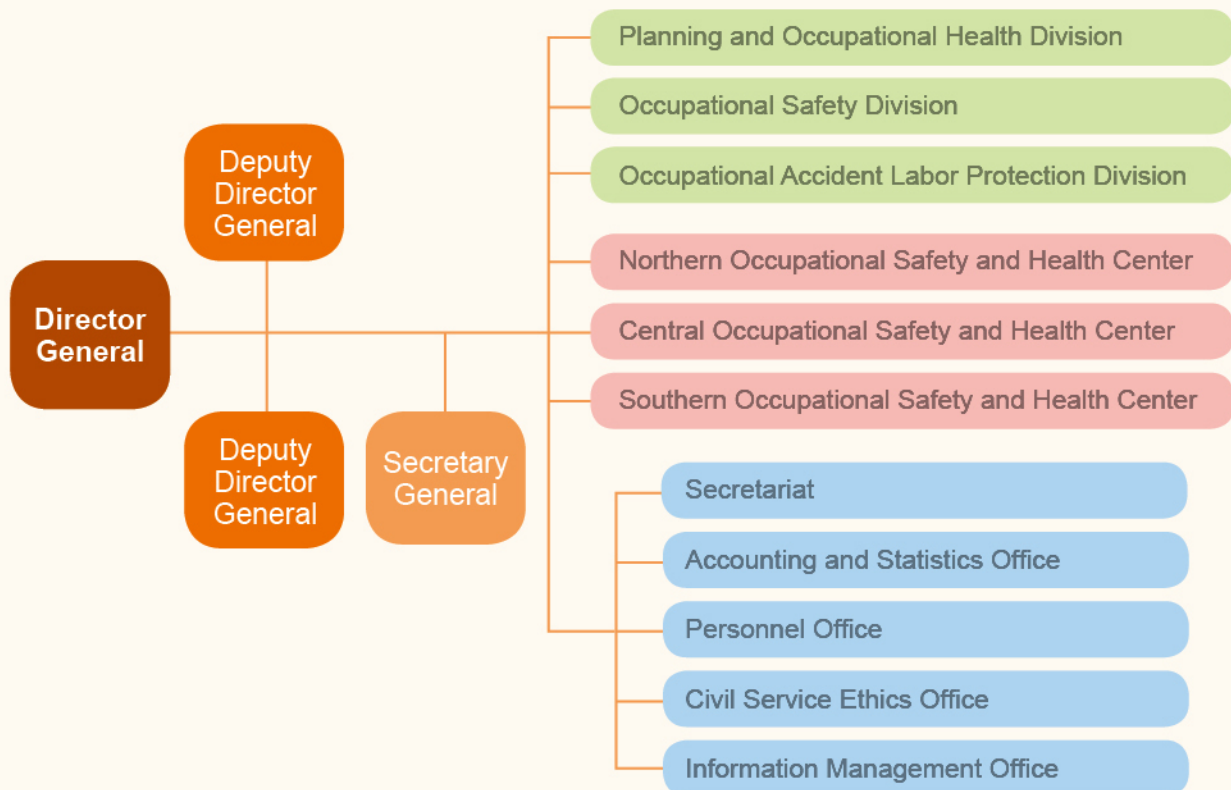 Director
General
Deputy
Director
General
Deputy
Director
General
Secretary
General
Planning and Occupational Health Division
Occupational Safety Division
Occupational Accident Labor Protection Division
Northern Occupational Safety and Health Center
Central Occupational Safety and Health Center
Southern Occupational Safety and Health Center
Secretariat
Accounting and Statistics Office
Personnel Office
Civil Service Ethics Office
Information Management Office